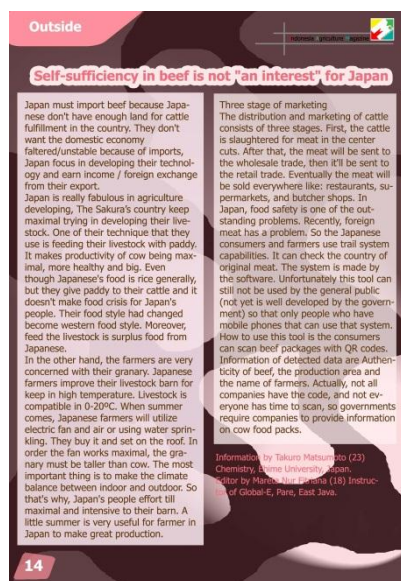 Outside
Self-sufficiency in beef is not "an interest" for Japan
Japan must import beef because Japa-
nese don't have enough land for cattle
fulfillment in the country. They don't
want the domestic economy
faltered/unstable because of imports,
Japan focus in developing their technol-
ogy and earn income / foreign exchange
from their export.
Japan is really fabulous in agriculture
developing, The Sakura's country keep
maximal trying in developing their live-
stock. One of their technique that they
use is feeding their livestock with paddy.
It makes productivity of cow being max-
imal, more healthy and big. Even
though Japanese's food is rice generally,
but they give paddy to their cattle and it
doesn't make food crisis for Japan's
people. Their food style had changed
become western food style. Moreover,
feed the livestock is surplus food from
Japanese.
In the other hand, the farmers are very
concerned with their granary. Japanese
farmers improve their livestock barn for
keep in high temperature. Livestock is
compatible in 0-20ºC. When summer
comes, Japanese farmers will utilize
electric fan and air or using water sprin-
kling. They buy it and set on the roof. In
order the fan works maximal, the gra-
nary must be taller than cow. The most
important thing is to make the climate
balance between indoor and outdoor. So
that's why, Japan's people effort till
maximal and intensive to their barn. A
little summer is very useful for farmer in
Japan to make great production.
Three stage of marketing
The distribution and marketing of cattle
consists of three stages. First, the cattle
is slaughtered for meat in the center
cuts. After that, the meat will be sent to
the wholesale trade, then it'll be sent to
the retail trade. Eventually the meat will
be sold everywhere like: restaurants, su-
permarkets, and butcher shops. In
Japan, food safety is one of the out-
standing problems. Recently, foreign
meat has a problem. So the Japanese
consumers and farmers use trail system
capabilities. It can check the country of
original meat. The system is made by
the software. Unfortunately this tool can
still not be used by the general public
(not yet is well developed by the govern-
ment) so that only people who have
mobile phones that can use that system.
How to use this tool is the consumers
can scan beef packages with QR codes.
Information of detected data are Authen-
ticity of beef, the production area and
the name of farmers. Actually, not all
companies have the code, and not ev-
eryone has time to scan, so governments
require companies to provide information
on cow food packs.
Information by Takuro Matsumoto (23)
Chemistry, Ehime University, Japan.
Editor by Mareta Nur Fitriana (18) Instruc-
tor of Global-E, Pare, East Java.
14